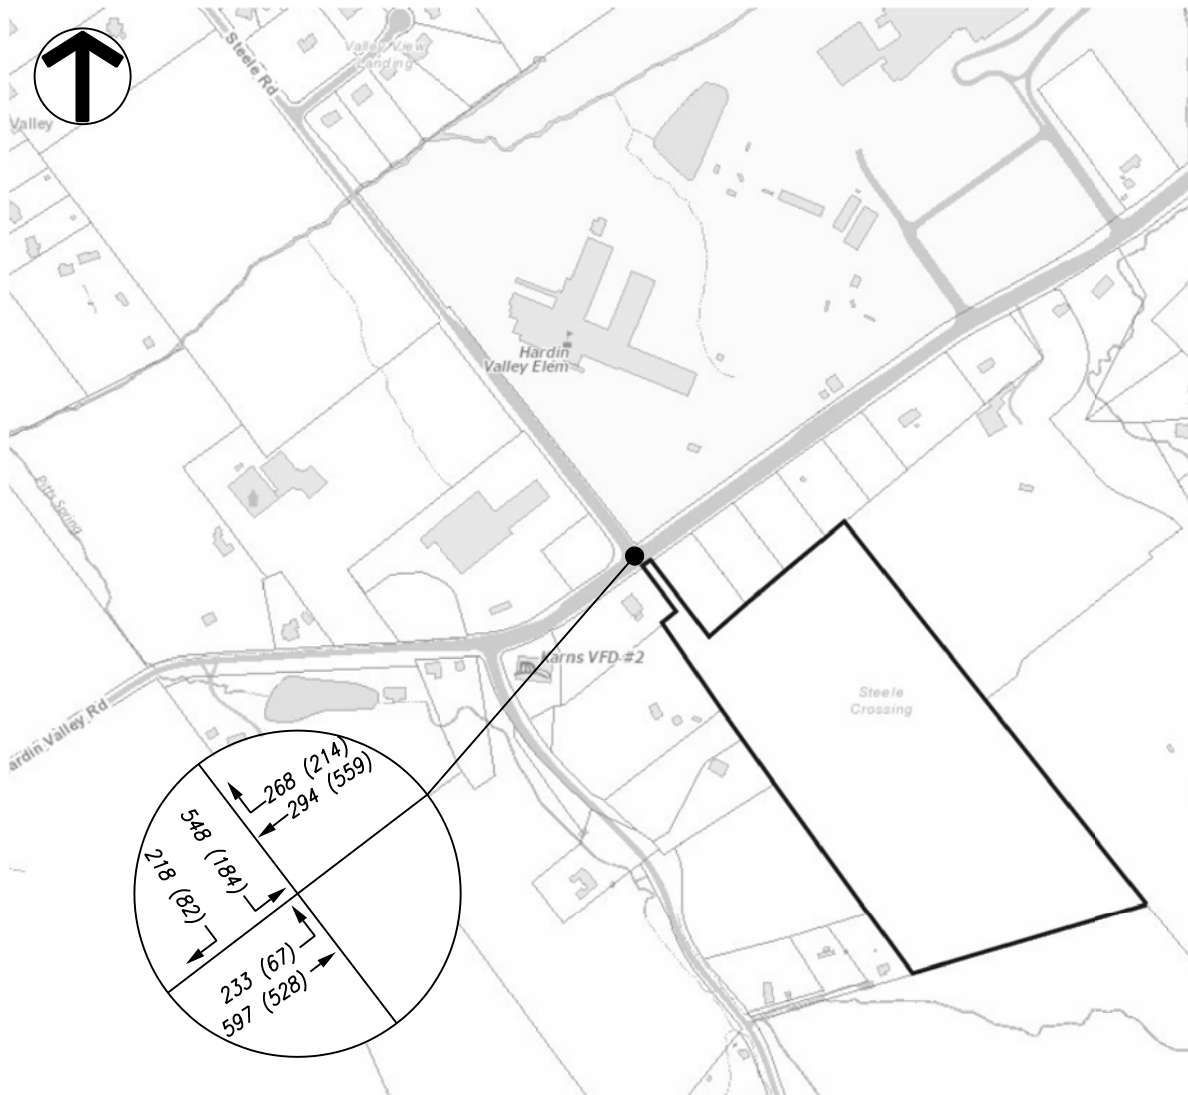 Steele Rd
Valley View
Landing
Valley
Hardin
Valley Elem
Pitts Spring
Karns VFD #2
Steele
Crossing
ardin Valley Rd
268 (214)
294 (559)
548 (184)
218 (82)
233 (67)
597 (528)